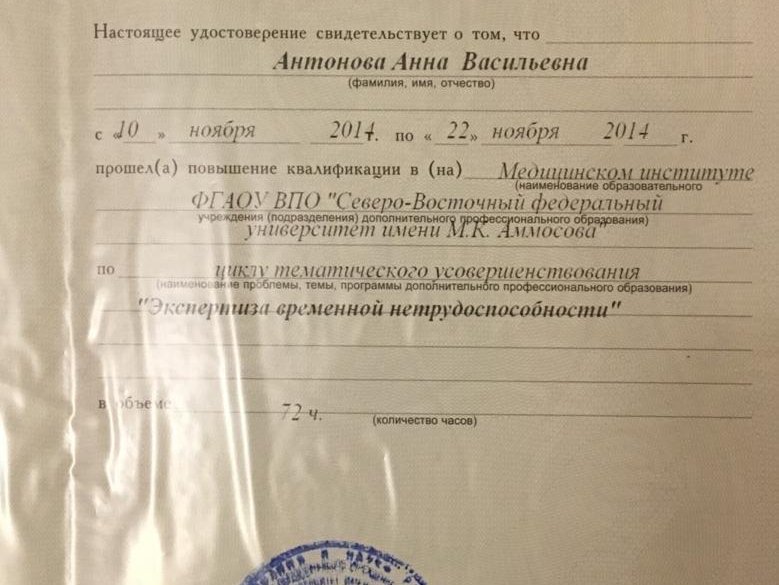 Настоящее удостоверение свидетельствует о том, что
Антонова Анна Васильевна
(фамилия, имя, отчество)
с «10» ноября 2014. по «22» ноября 2014 г.
прошел(а) повышение квалификации в (на) Медицинском институте
(наименование образовательного
ФГАОУ ВПО "Северо-Восточный федеральный
учреждения (подразделения) дополнительного профессионального образования)
университет имени М.К. Аммосова"
по циклу тематического усовершенствования
(наименование проблемы, темы, программы дополнительного профессионального образования)
"Экспертиза временной нетрудоспособности"
в объеме 72 ч.
(количество часов)